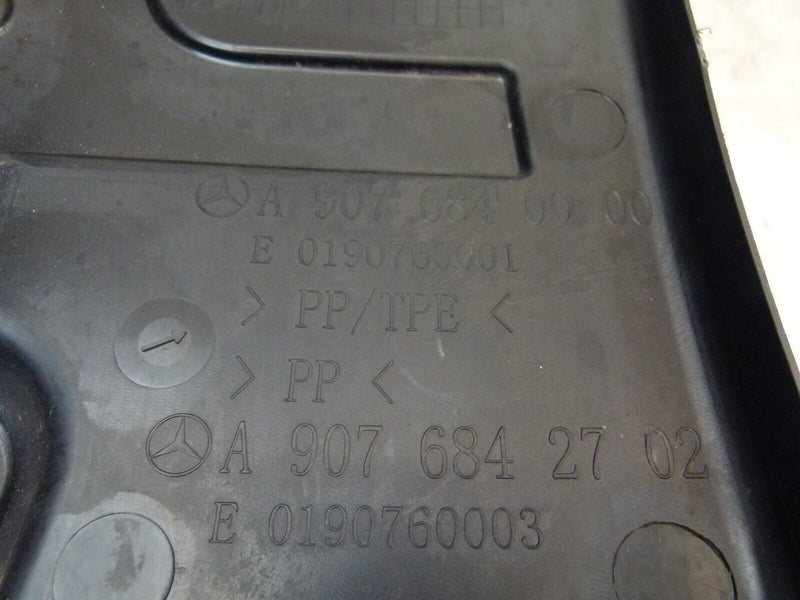 A 907 684 00 00
E 0190760001
> PP/TPE <
> PP <
A 907 684 27 02
E 0190760003